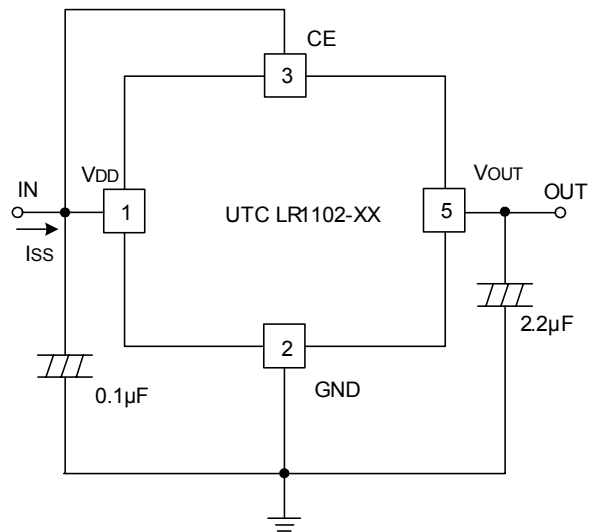 CE
3
VDD
VOUT
IN
1
UTC LR1102-XX
5
OUT
ISS
2.2µF
2
0.1µF
GND